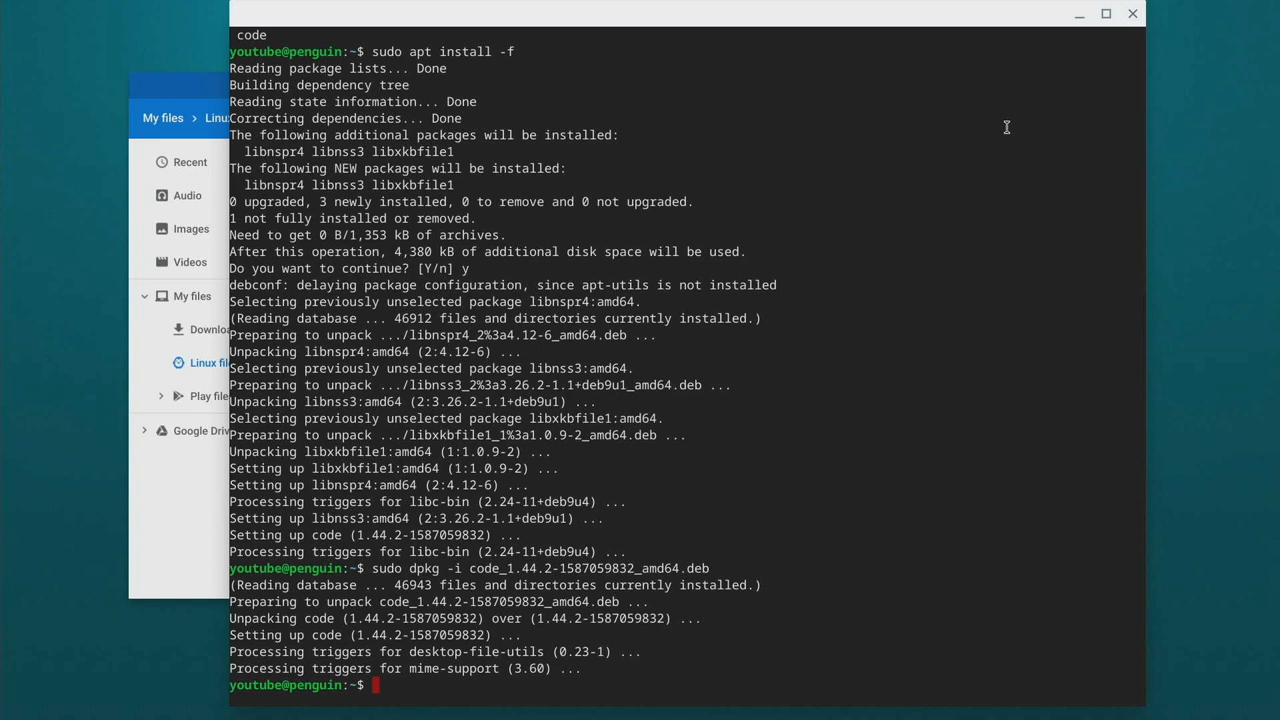 code
youtube@penguin:~$ sudo apt install -f
Reading package lists... Done
Building dependency tree
Reading state information... Done
Correcting dependencies... Done
The following additional packages will be installed:
libnspr4 libnss3 libxkbfile1
The following NEW packages will be installed:
libnspr4 libnss3 libxkbfile1
0 upgraded, 3 newly installed, 0 to remove and 0 not upgraded.
1 not fully installed or removed.
Need to get 0 B/1,353 kB of archives.
After this operation, 4,380 kB of additional disk space will be used.
Do you want to continue? [Y/n] y
debconf: delaying package configuration, since apt-utils is not installed
Selecting previously unselected package libnspr4:amd64.
(Reading database ... 46912 files and directories currently installed.)
Preparing to unpack .../libnspr4_2%3a4.12-6_amd64.deb ...
Unpacking libnspr4:amd64 (2:4.12-6) ...
Selecting previously unselected package libnss3:amd64.
Preparing to unpack .../libnss3_2%3a3.26.2-1.1+deb9u1_amd64.deb ...
Unpacking libnss3:amd64 (2:3.26.2-1.1+deb9u1) ...
Selecting previously unselected package libxkbfile1:amd64.
Preparing to unpack .../libxkbfile1_1%3a1.0.9-2_amd64.deb ...
Unpacking libxkbfile1:amd64 (1:1.0.9-2) ...
Setting up libxkbfile1:amd64 (1:1.0.9-2) ...
Setting up libnspr4:amd64 (2:4.12-6) ...
Processing triggers for libc-bin (2.24-11+deb9u4) ...
Setting up libnss3:amd64 (2:3.26.2-1.1+deb9u1) ...
Setting up code (1.44.2-1587059832) ...
Processing triggers for libc-bin (2.24-11+deb9u4) ...
youtube@penguin:~$ sudo dpkg -i code_1.44.2-1587059832_amd64.deb
(Reading database ... 46943 files and directories currently installed.)
Preparing to unpack code_1.44.2-1587059832_amd64.deb ...
Unpacking code (1.44.2-1587059832) over (1.44.2-1587059832) ...
Setting up code (1.44.2-1587059832) ...
Processing triggers for desktop-file-utils (0.23-1) ...
Processing triggers for mime-support (3.60) ...
youtube@penguin:~$
My files > Linu
Recent
Audio
Images
Videos
My files
Downloa
Linux fil
Play file
Google Driv